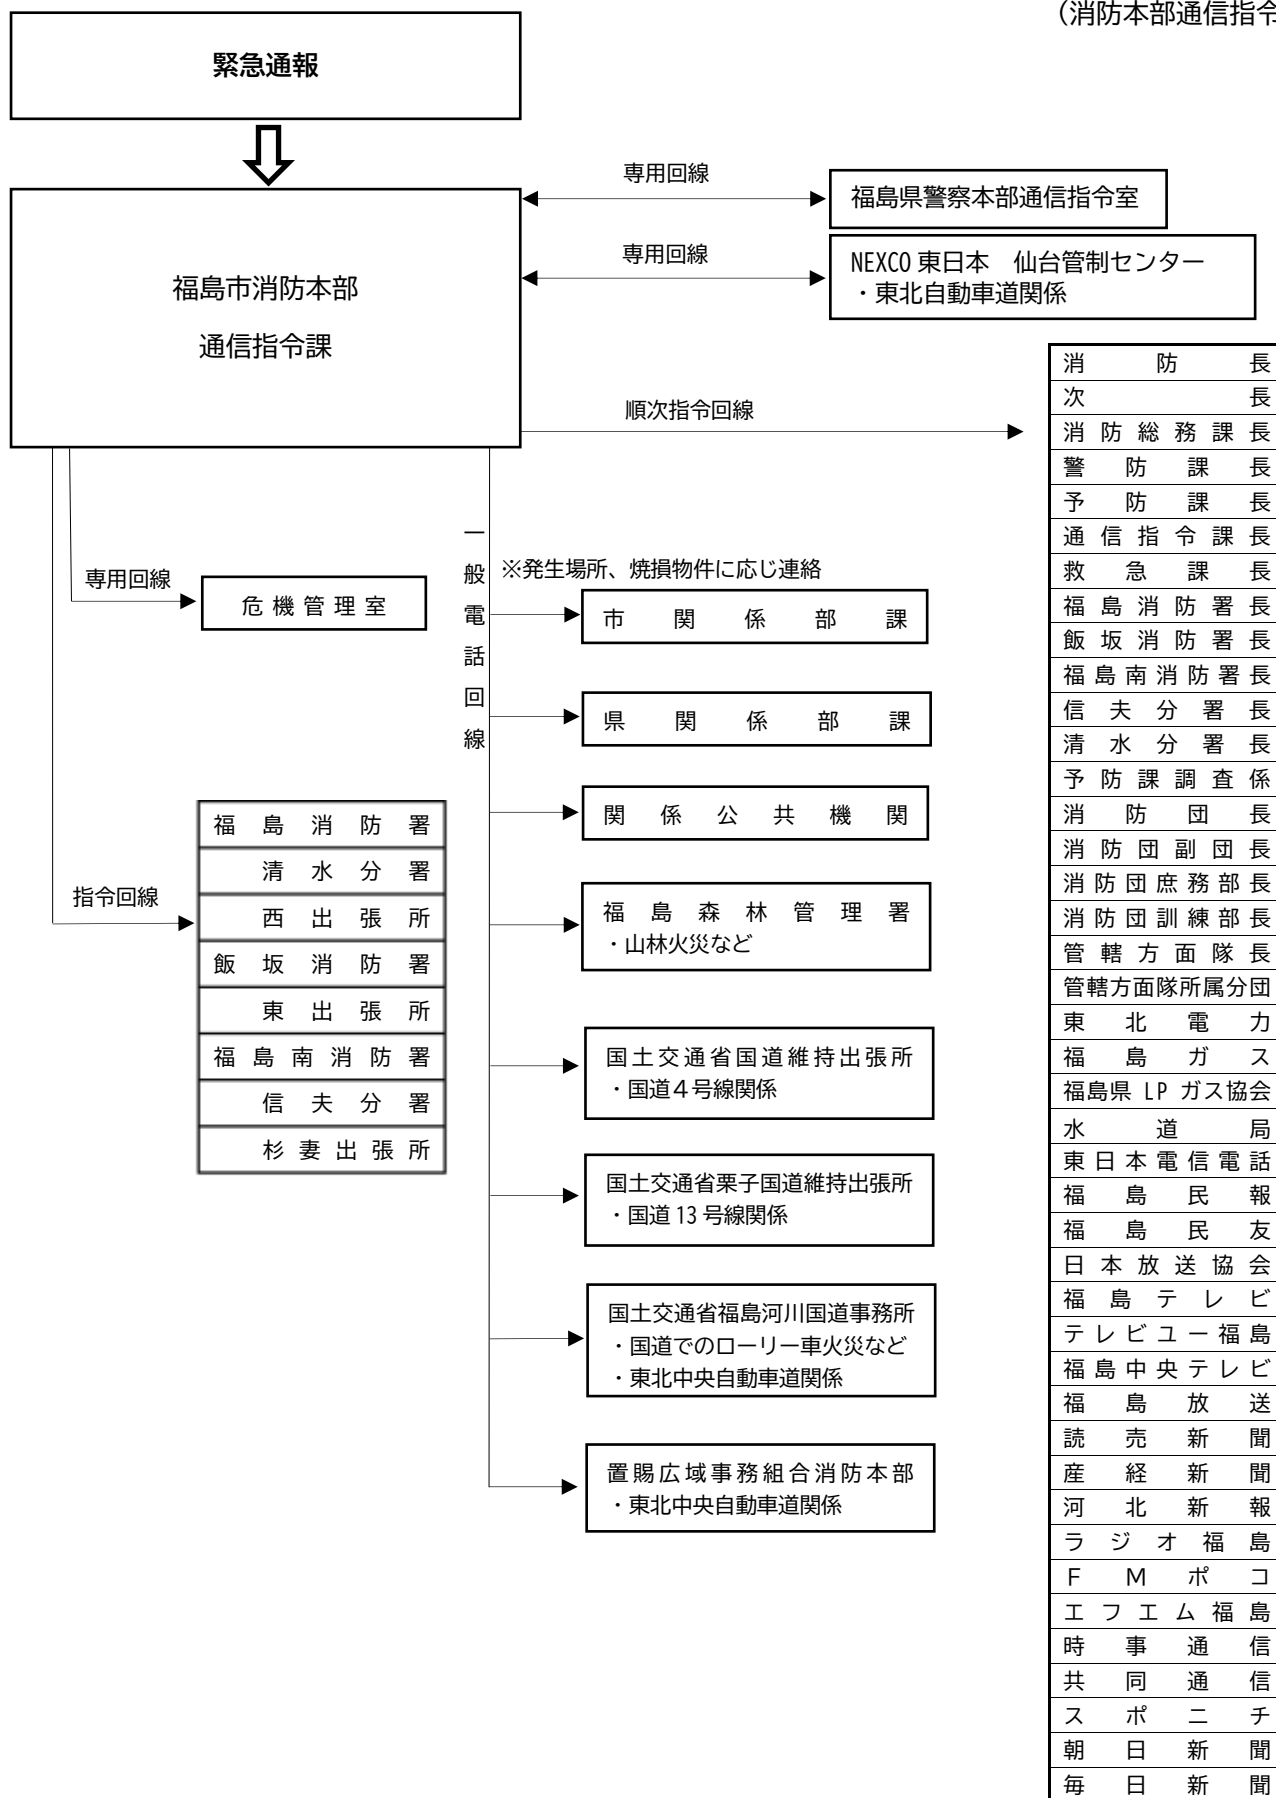 （消防本部通信指令
緊急通報
専用回線
福島県警察本部通信指令室
専用回線
NEXCO 東日本　仙台管制センター
・東北自動車道関係
福島市消防本部
通信指令課
順次指令回線
消防長
次長
消防総務課長
警防課長
予防課長
通信指令課長
救急課長
福島消防署長
飯坂消防署長
福島南消防署長
信夫分署長
清水分署長
予防課調査係
消防団長
消防団副団長
消防団庶務部長
消防団訓練部長
管轄方面隊長
管轄方面隊所属分団
東北電力
福島ガス
福島県 LP ガス協会
水道局
東日本電信電話
福島民報
福島民友
日本放送協会
福島テレビ
テレビユー福島
福島中央テレビ
福島放送
読売新聞
産経新聞
河北新報
ラジオ福島
ＦＭポコ
エフエム福島
時事通信
共同通信
スポニチ
朝日新聞
毎日新聞
専用回線
危機管理室
指令回線
福島消防署
清水分署
西出張所
飯坂消防署
東出張所
福島南消防署
信夫分署
杉妻出張所
一般電話回線
※発生場所、焼損物件に応じ連絡
市関係部課
県関係部課
関係公共機関
福島森林管理署
・山林火災など
国土交通省国道維持出張所
・国道４号線関係
国土交通省栗子国道維持出張所
・国道 13 号線関係
国土交通省福島河川国道事務所
・国道でのローリー車火災など
・東北中央自動車道関係
置賜広域事務組合消防本部
・東北中央自動車道関係